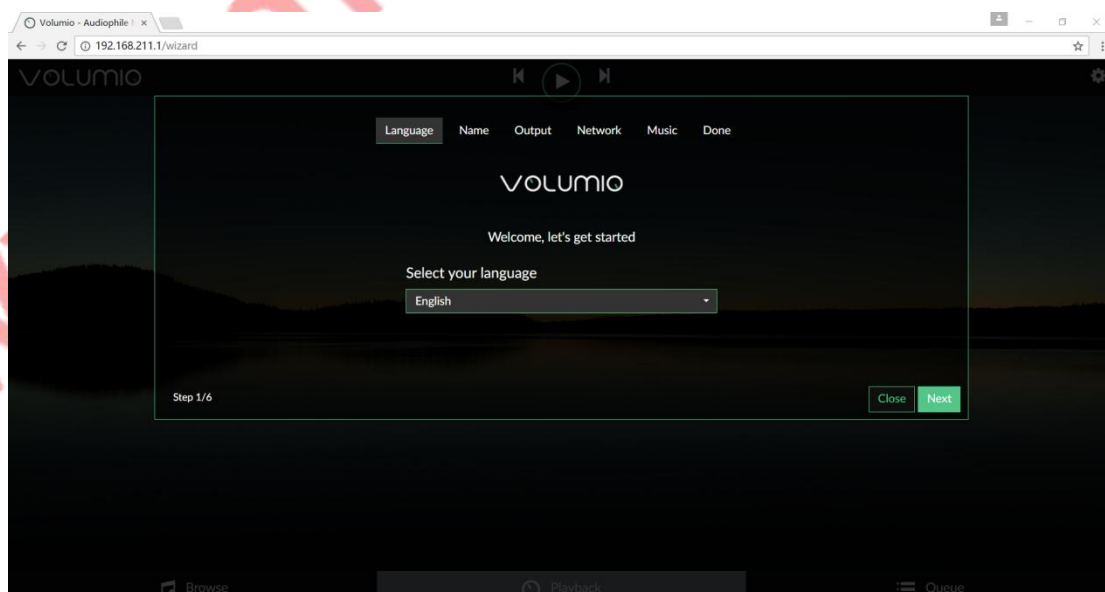 Volumio - Audiophile
192.168.211.1/wizard
VOLUMIO
Language Name Output Network Music Done
VOLUMIO
Welcome, let's get started
Select your language
English
Step 1/6
Close Next
Browse Playback Queue